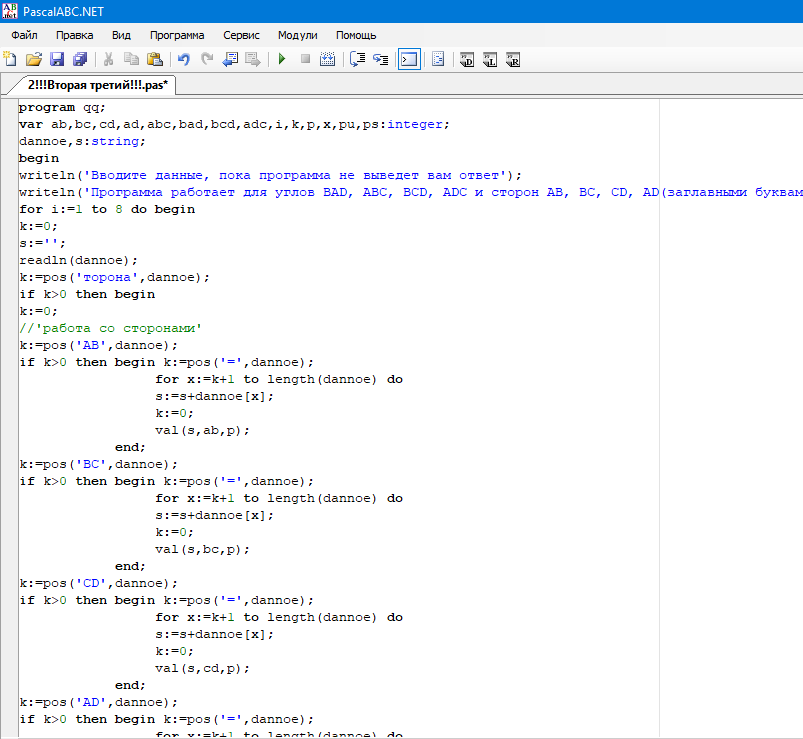 PascalABC.NET
Файл Правка Вид Программа Сервис Модули Помощь
2!!!Вторая третий!!!.pas*
program qq;
var ab,bc,cd,ad,abc,bad,bcd,adc,i,k,p,x,pu,ps:integer;
dannoe,s:string;
begin
writeln('Вводите данные, пока программа не выведет вам ответ');
writeln('Программа работает для углов BAD, ABC, BCD, ADC и сторон AB, BC, CD, AD(заглавными буквам
for i:=1 to 8 do begin
k:=0;
s:='';
readln(dannoe);
k:=pos('торона',dannoe);
if k>0 then begin
k:=0;
//'работа со сторонами'
k:=pos('AB',dannoe);
if k>0 then begin k:=pos('=',dannoe);
for x:=k+1 to length(dannoe) do
s:=s+dannoe[x];
k:=0;
val(s,ab,p);
end;
k:=pos('BC',dannoe);
if k>0 then begin k:=pos('=',dannoe);
for x:=k+1 to length(dannoe) do
s:=s+dannoe[x];
k:=0;
val(s,bc,p);
end;
k:=pos('CD',dannoe);
if k>0 then begin k:=pos('=',dannoe);
for x:=k+1 to length(dannoe) do
s:=s+dannoe[x];
k:=0;
val(s,cd,p);
end;
k:=pos('AD',dannoe);
if k>0 then begin k:=pos('=',dannoe);
for x:=k+1 to length(dannoe) do